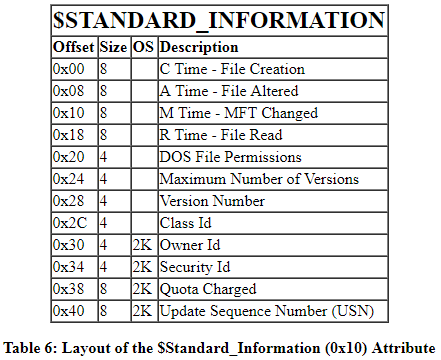 $STANDARD_INFORMATION
Offset Size OS Description
0x00 8 C Time - File Creation
0x08 8 A Time - File Altered
0x10 8 M Time - MFT Changed
0x18 8 R Time - File Read
0x20 4 DOS File Permissions
0x24 4 Maximum Number of Versions
0x28 4 Version Number
0x2C 4 Class Id
0x30 4 2K Owner Id
0x34 4 2K Security Id
0x38 8 2K Quota Charged
0x40 8 2K Update Sequence Number (USN)
Table 6: Layout of the $Standard_Information (0x10) Attribute